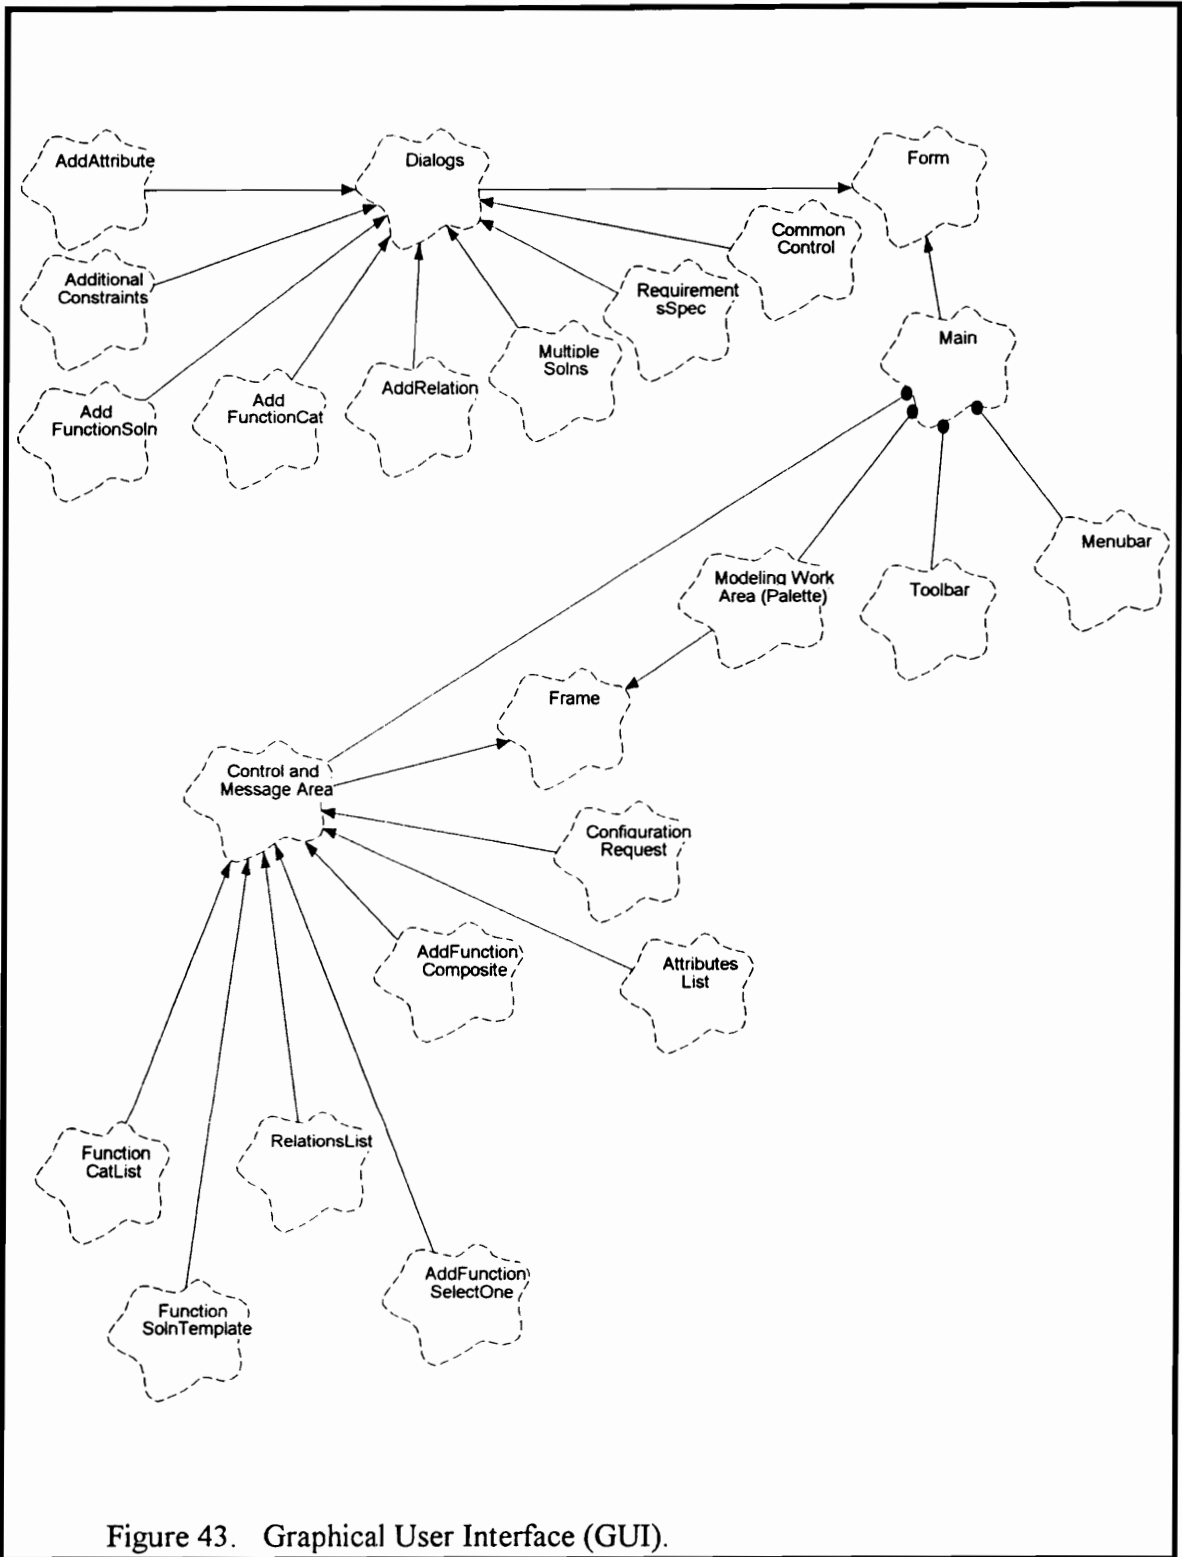 AddAttribute
Dialogs
Form
Common
Control
Additional
Constraints
Requirement
sSpec
Main
Multiple
Solns
AddRelation
Add
FunctionCat
Add
FunctionSoln
Menubar
Modeling Work
Area (Palette)
Toolbar
Frame
Control and
Message Area
Configuration
Request
AddFunction
Composite
Attributes
List
Function
CatList
RelationsList
AddFunction
SelectOne
Function
SolnTemplate
Figure 43. Graphical User Interface (GUI).